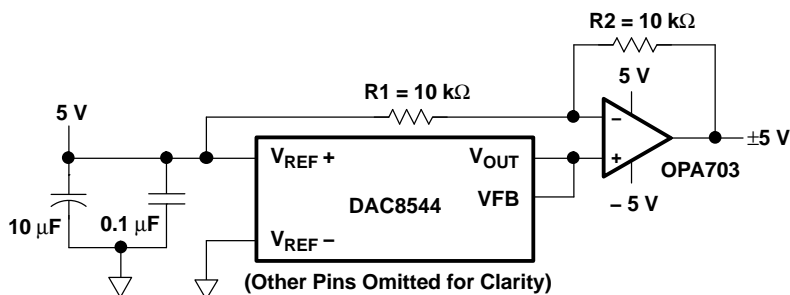 R2 = 10 kΩ
5 V
R1 = 10 kΩ
5 V
–
VREF +
VOUT
+
±5 V
OPA703
VFB
DAC8544
– 5 V
10 µF
0.1 µF
VREF –
(Other Pins Omitted for Clarity)